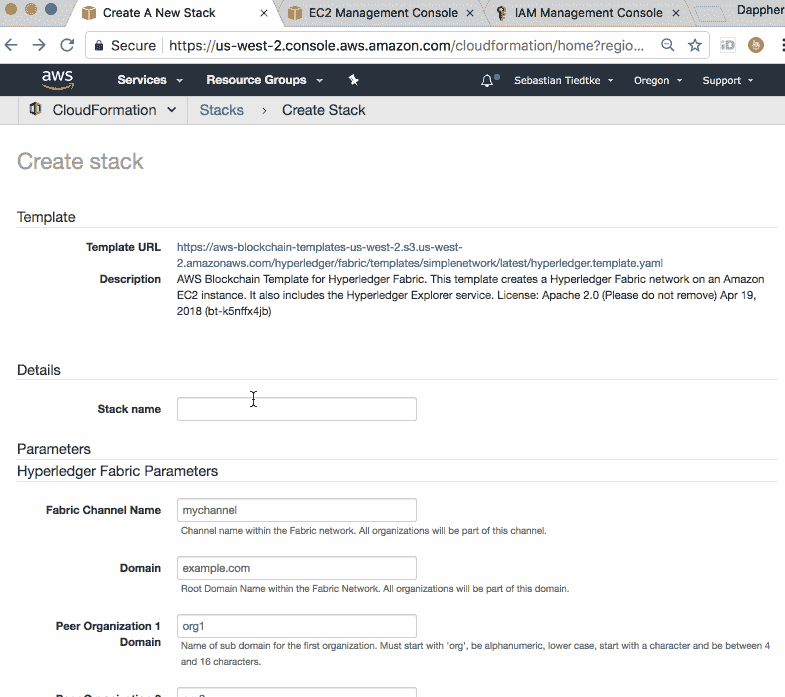 Create A New Stack
EC2 Management Console
IAM Management Console
Dappher
Secure
https://us-west-2.console.aws.amazon.com/cloudformation/home?regio...
iD
aws
Services
Resource Groups
Sebastian Tiedtke
Oregon
Support
CloudFormation
Stacks
Create Stack
Create stack
Template
Template URL
https://aws-blockchain-templates-us-west-2.s3.us-west-
2.amazonaws.com/hyperledger/fabric/templates/simplenetwork/latest/hyperledger.template.yaml
Description
AWS Blockchain Template for Hyperledger Fabric. This template creates a Hyperledger Fabric network on an Amazon
EC2 instance. It also includes the Hyperledger Explorer service. License: Apache 2.0 (Please do not remove) Apr 19,
2018 (bt-k5nffx4jb)
Details
Stack name
Parameters
Hyperledger Fabric Parameters
Fabric Channel Name
mychannel
Channel name within the Fabric network. All organizations will be part of this channel.
Domain
example.com
Root Domain Name within the Fabric Network. All organizations will be part of this domain.
Peer Organization 1
Domain
org1
Name of sub domain for the first organization. Must start with 'org', be alphanumeric, lower case, start with a character and be between 4
and 16 characters.